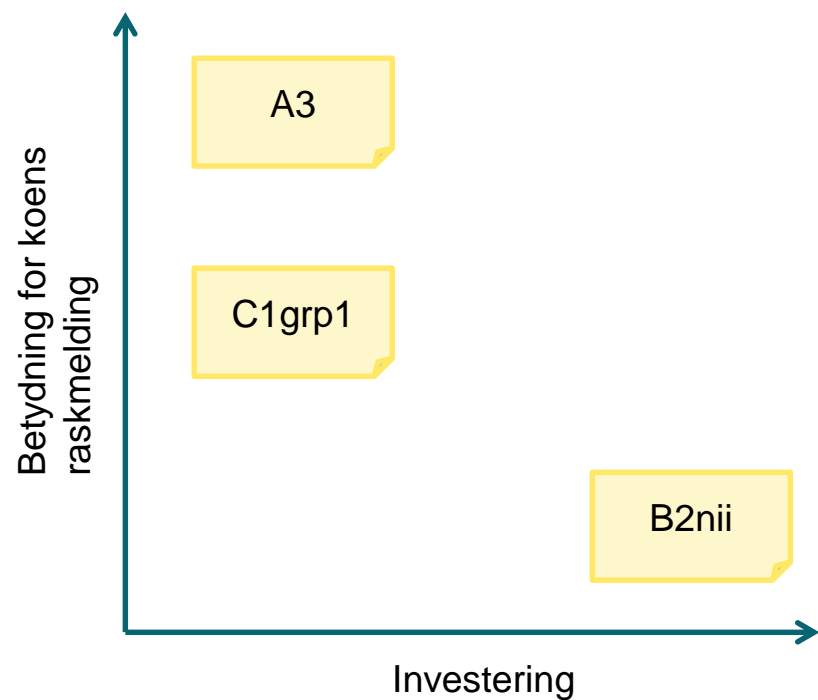 A3
C1grp1
B2nii
Betydning for koens
raskmelding
Investering